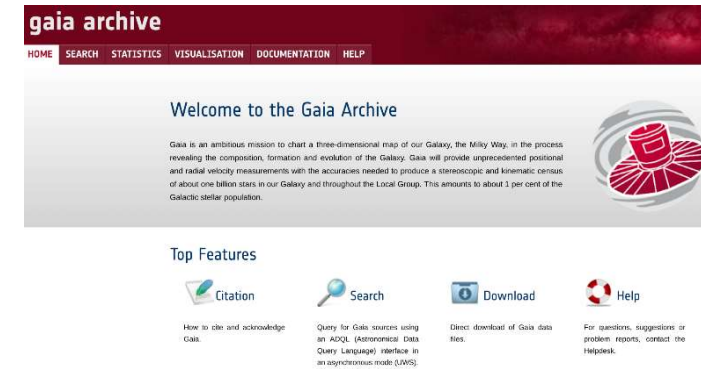 gaia archive
HOME SEARCH STATISTICS VISUALISATION DOCUMENTATION HELP
Welcome to the Gaia Archive
Gaia is an ambitious mission to chart a three-dimensional map of our Galaxy, the Milky Way, in the process
revealing the composition, formation and evolution of the Galaxy. Gaia will provide unprecedented positional
and radial velocity measurements with the accuracies needed to produce a stereoscopic and kinematic census
of about one billion stars in our Galaxy and throughout the Local Group. This amounts to about 1 per cent of the
Galactic stellar population.
Top Features
Citation
How to cite and acknowledge
Gaia.
Search
Query for Gaia sources using
an ADQL (Astronomical Data
Query Language) interface in
an asynchronous mode (UWS).
Download
Direct download of Gaia data
files.
Help
For questions, suggestions or
problem reports, contact the
Helpdesk.